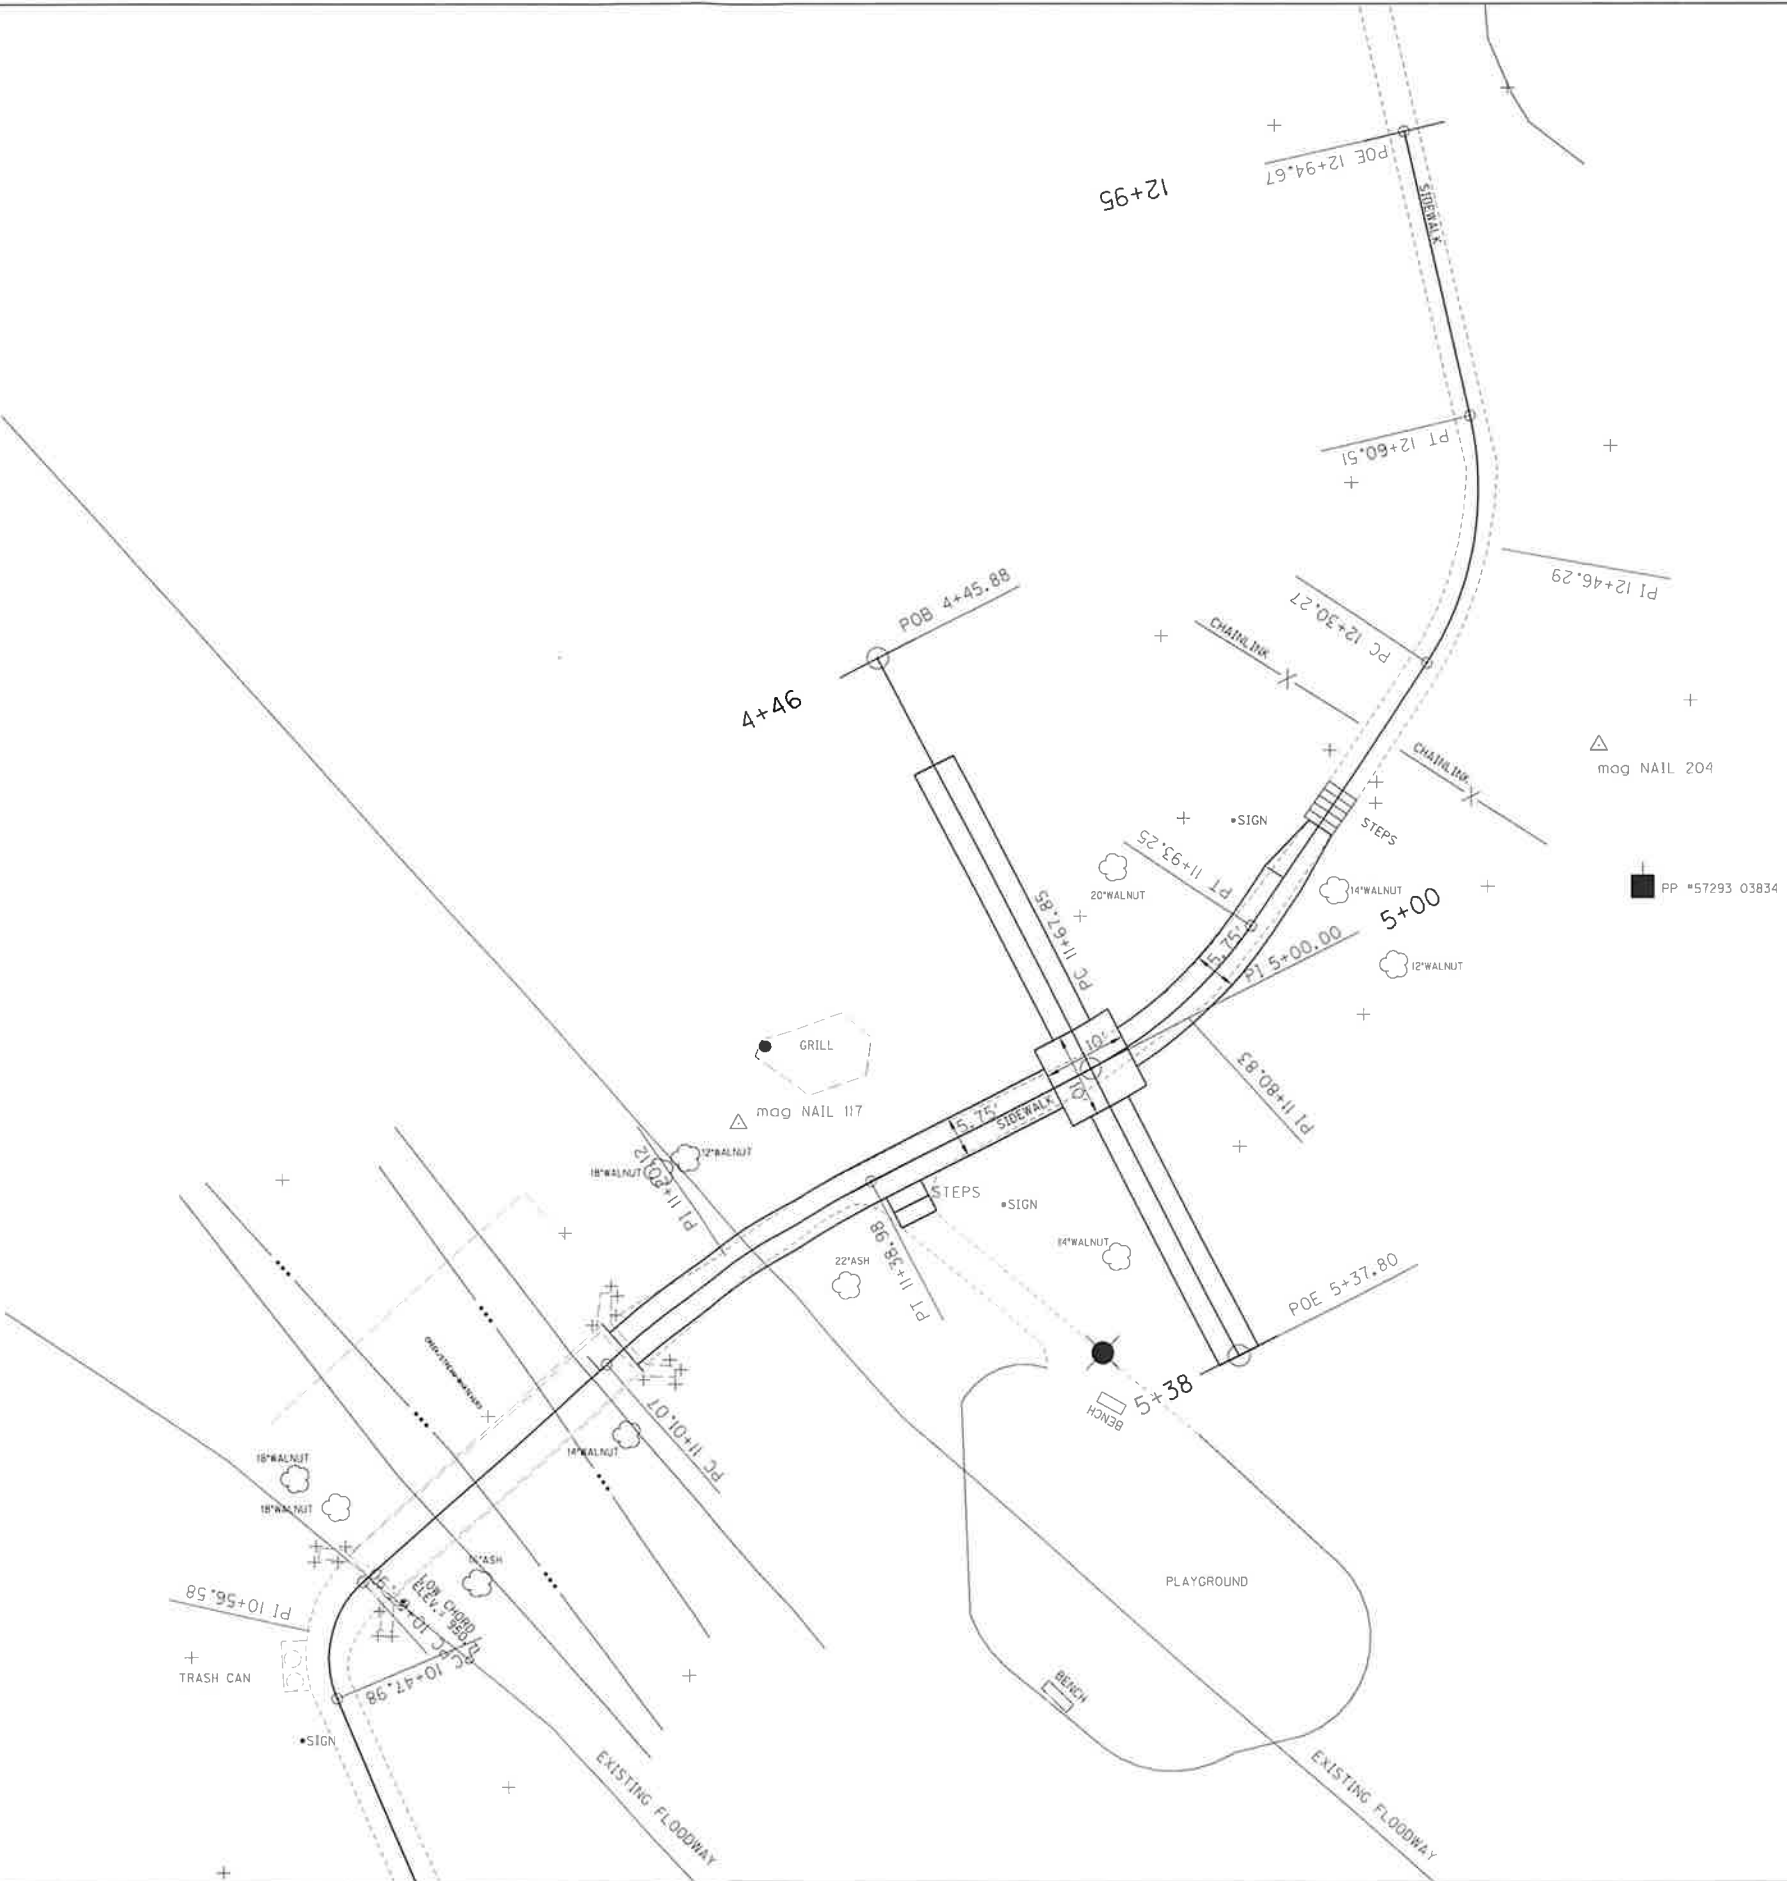 POE 12+94.67
12+95
SIDEWALK
PT 12+60.51
PI 12+46.29
POB 4+45.88
PC 12+30.27
CHAINLINK
4+46
CHAINLINK
mag NAIL 204
STEPS
SIGN
PT 11+93.25
20"WALNUT
14"WALNUT
PP #57293 03834
5+00
PC 11+67.85
5.75'
PI 5+00.00
12"WALNUT
GRILL
10'
10'
PI 11+80.83
mag NAIL 117
5.75'
SIDEWALK
12"WALNUT
18"WALNUT
PI 11+20.12
STEPS
SIGN
PT 11+38.98
22"ASH
14"WALNUT
POE 5+37.80
5+38
BENCH
PC 11+01.07
14"WALNUT
18"WALNUT
18"WALNUT
LOW CHORD
PI 10+56.58
PC 10+47.98
TRASH CAN
SIGN
PLAYGROUND
BENCH
EXISTING FLOODWAY
EXISTING FLOODWAY